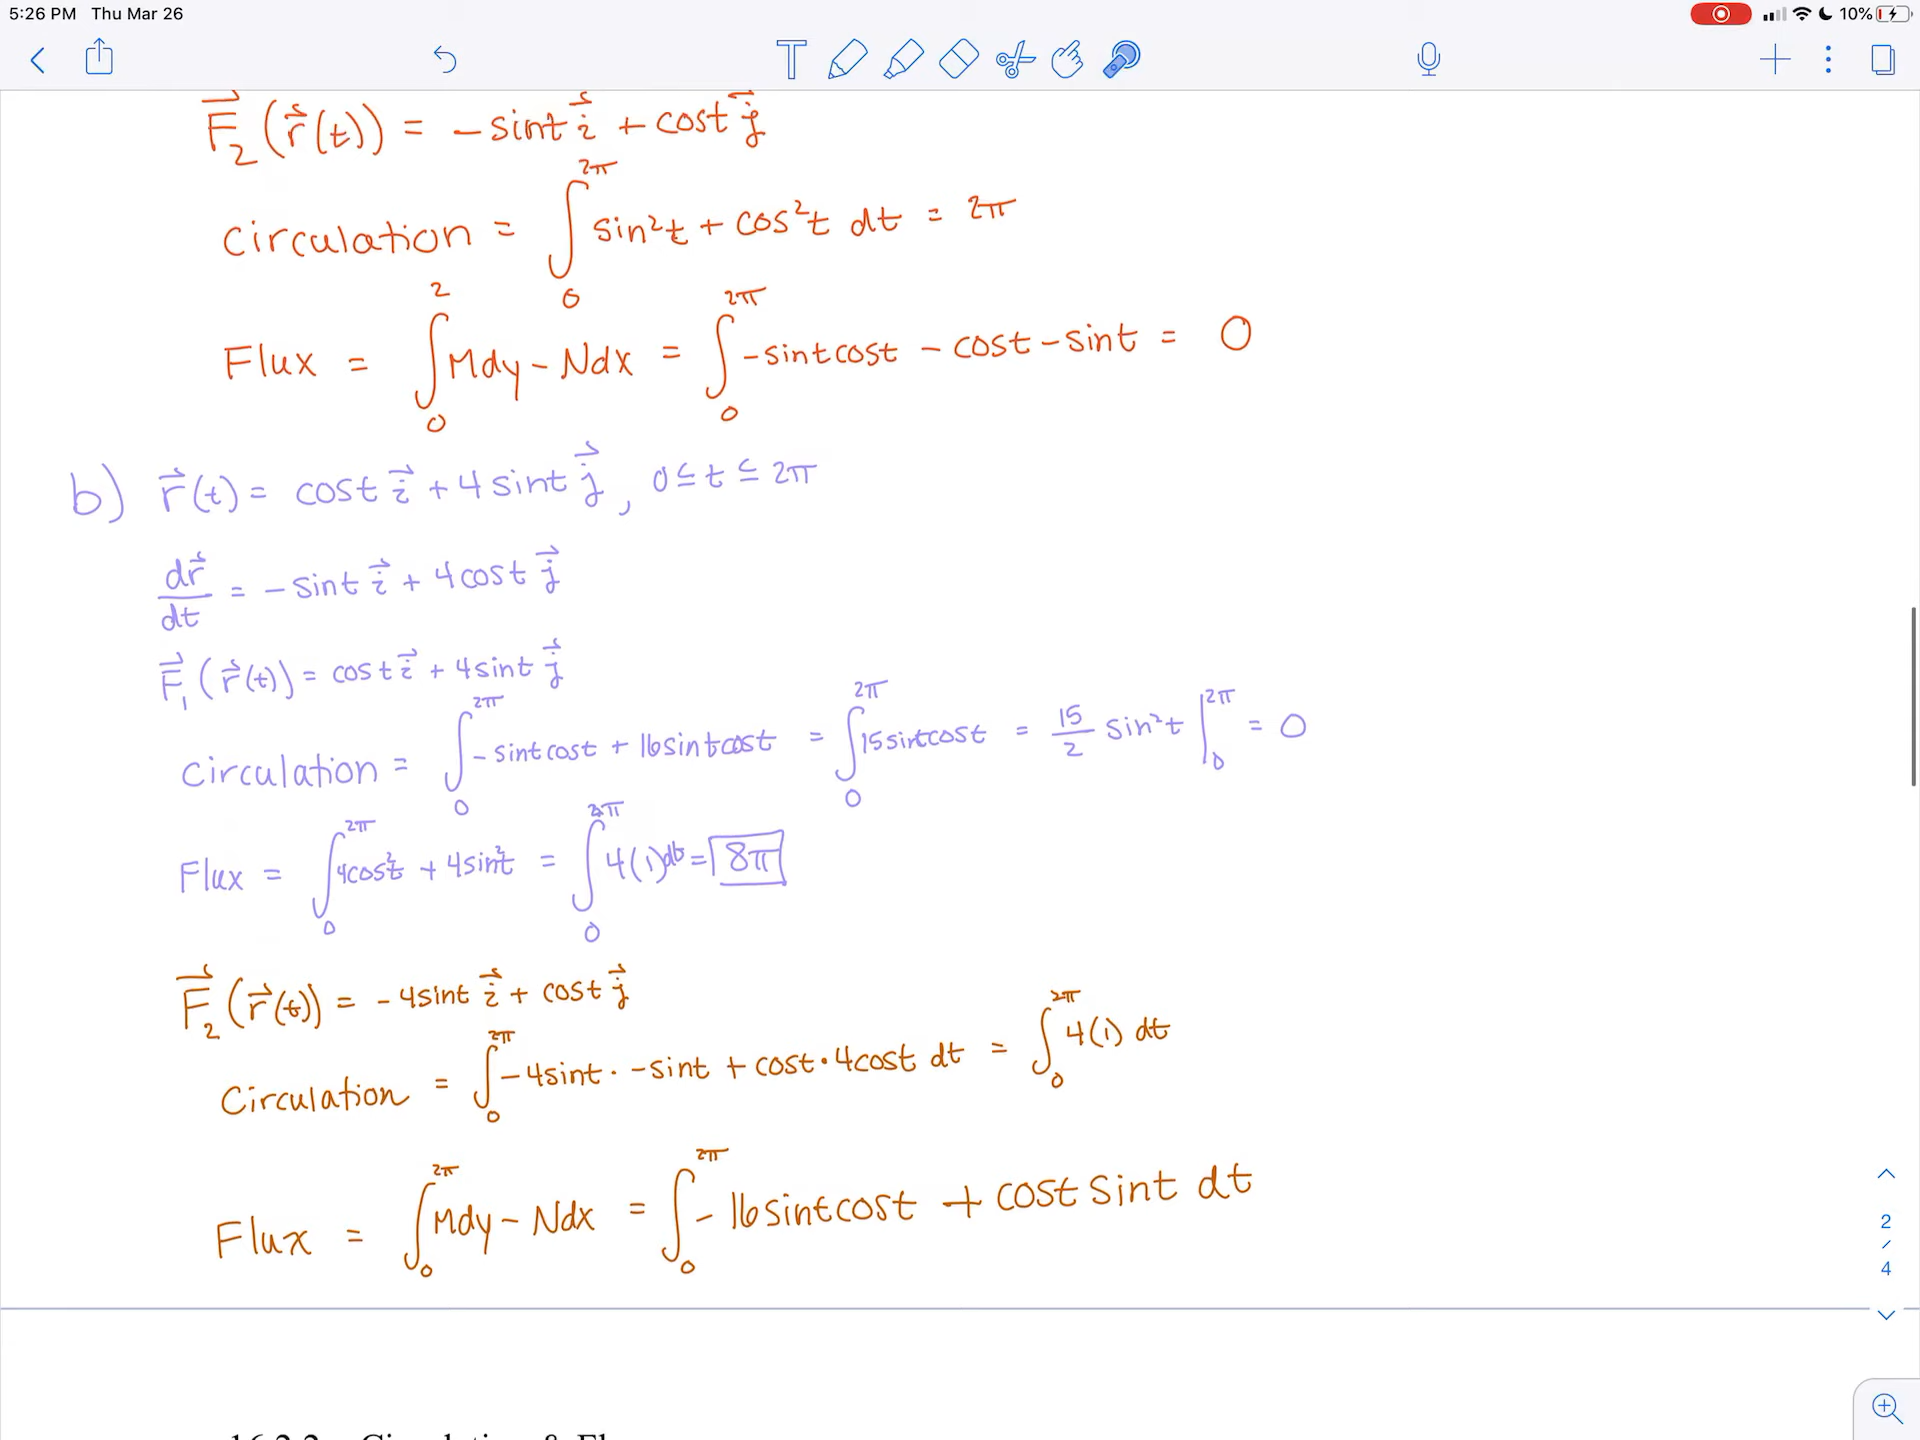 5:26 PM Thu Mar 26 10%
F⃗₂ (r⃗(t)) = -sint i⃗ + cost j⃗
Circulation = ∫₀^2π sin²t + cos²t dt = 2π
Flux = ∫₀² Mdy - Ndx = ∫₀^2π -sintcost - cost - sint = 0
b) r⃗(t) = cost i⃗ + 4sint j⃗, 0 ≤ t ≤ 2π
dr⃗/dt = -sint i⃗ + 4cost j⃗
F⃗₁ (r⃗(t)) = cost i⃗ + 4sint j⃗
Circulation = ∫₀^2π -sintcost + 16sintcost = ∫₀^2π 15sintcost = 15/2 sin²t |₀^2π = 0
Flux = ∫₀^2π 4cos²t + 4sin²t = ∫₀^2π 4(1)dt = 8π
F⃗₂ (r⃗(t)) = -4sint i⃗ + cost j⃗
Circulation = ∫₀^2π -4sint · -sint + cost · 4cost dt = ∫₀^2π 4(1) dt
Flux = ∫₀^2π Mdy - Ndx = ∫₀^2π -16sintcost + cost sint dt
2 / 4